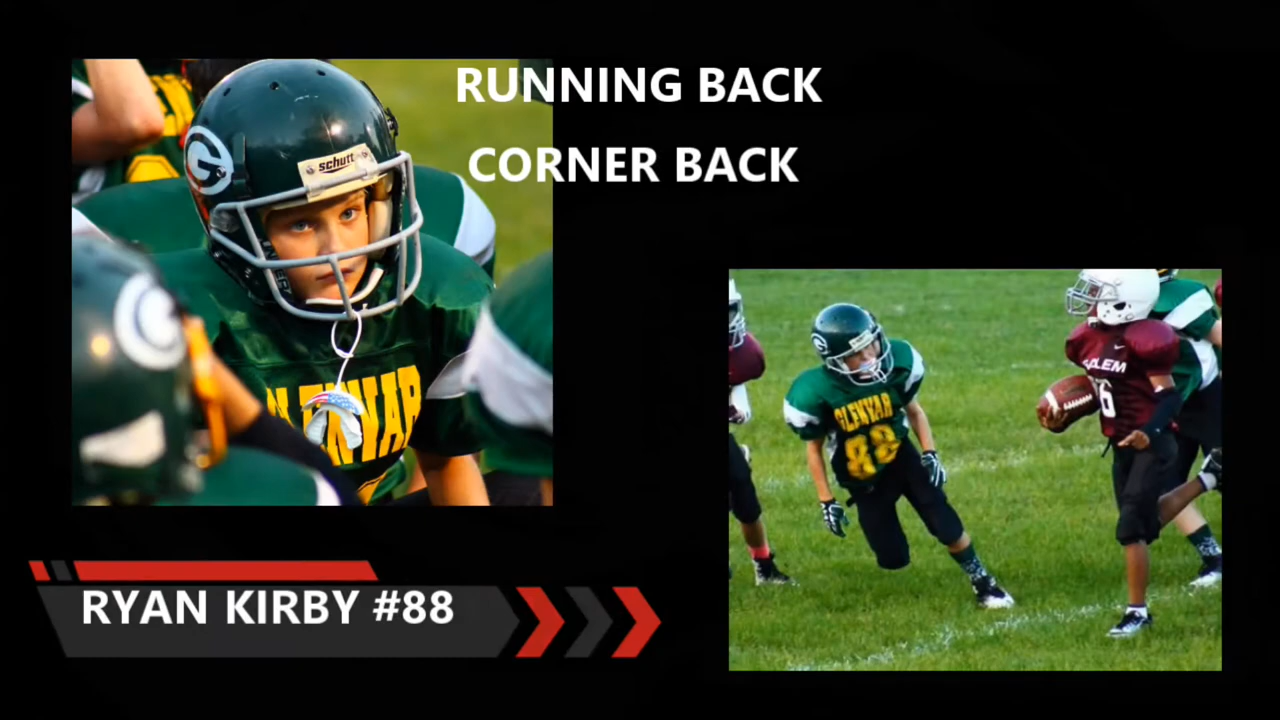 RUNNING BACK
CORNER BACK
schutt
GLENVAR
GLENVAR
88
SALEM
RYAN KIRBY #88